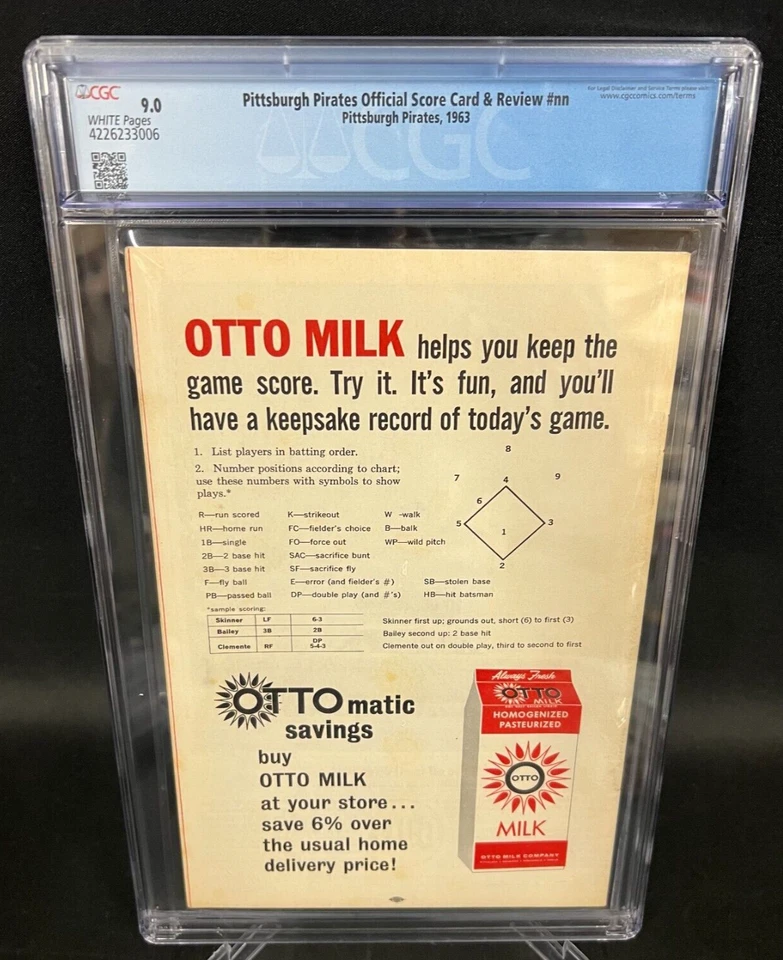 CGC
9.0
WHITE Pages
4226233006
Pittsburgh Pirates Official Score Card & Review #nn
Pittsburgh Pirates, 1963
For Legal Disclaimer and Service Terms please visit:
www.cgccomics.com/terms
CGC
OTTO MILK helps you keep the
game score. Try it. It's fun, and you'll
have a keepsake record of today's game.
1. List players in batting order.
2. Number positions according to chart;
use these numbers with symbols to show
plays.*
8
7 4 9
6
5 1 3
2
R—run scored K—strikeout W -walk
HR—home run FC—fielder's choice B—balk
1B—single FO—force out WP—wild pitch
2B—2 base hit SAC—sacrifice bunt
3B—3 base hit SF—sacrifice fly
F—fly ball E—error (and fielder's #) SB—stolen base
PB—passed ball DP—double play (and #'s) HB—hit batsman
*sample scoring:
Skinner LF 6-3 Skinner first up; grounds out, short (6) to first (3)
Bailey 3B 2B Bailey second up; 2 base hit
Clemente RF DP 5-4-3 Clemente out on double play, third to second to first
OTTOmatic
savings
buy
OTTO MILK
at your store...
save 6% over
the usual home
delivery price!
Always Fresh
OTTO
MILK
HOMOGENIZED
PASTEURIZED
OTTO
MILK
OTTO MILK COMPANY